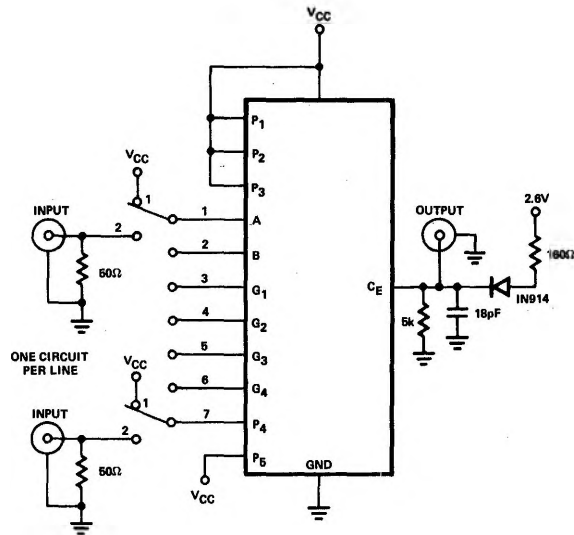 VCC
P1
P2
P3
VCC
1
INPUT
2
1
A
50Ω
2
B
3
G1
4
G2
5
G3
ONE CIRCUIT
PER LINE
VCC
6
G4
1
7
P4
INPUT
2
50Ω
VCC
P5
GND
CE
OUTPUT
2.6V
160Ω
IN914
5k
18pF